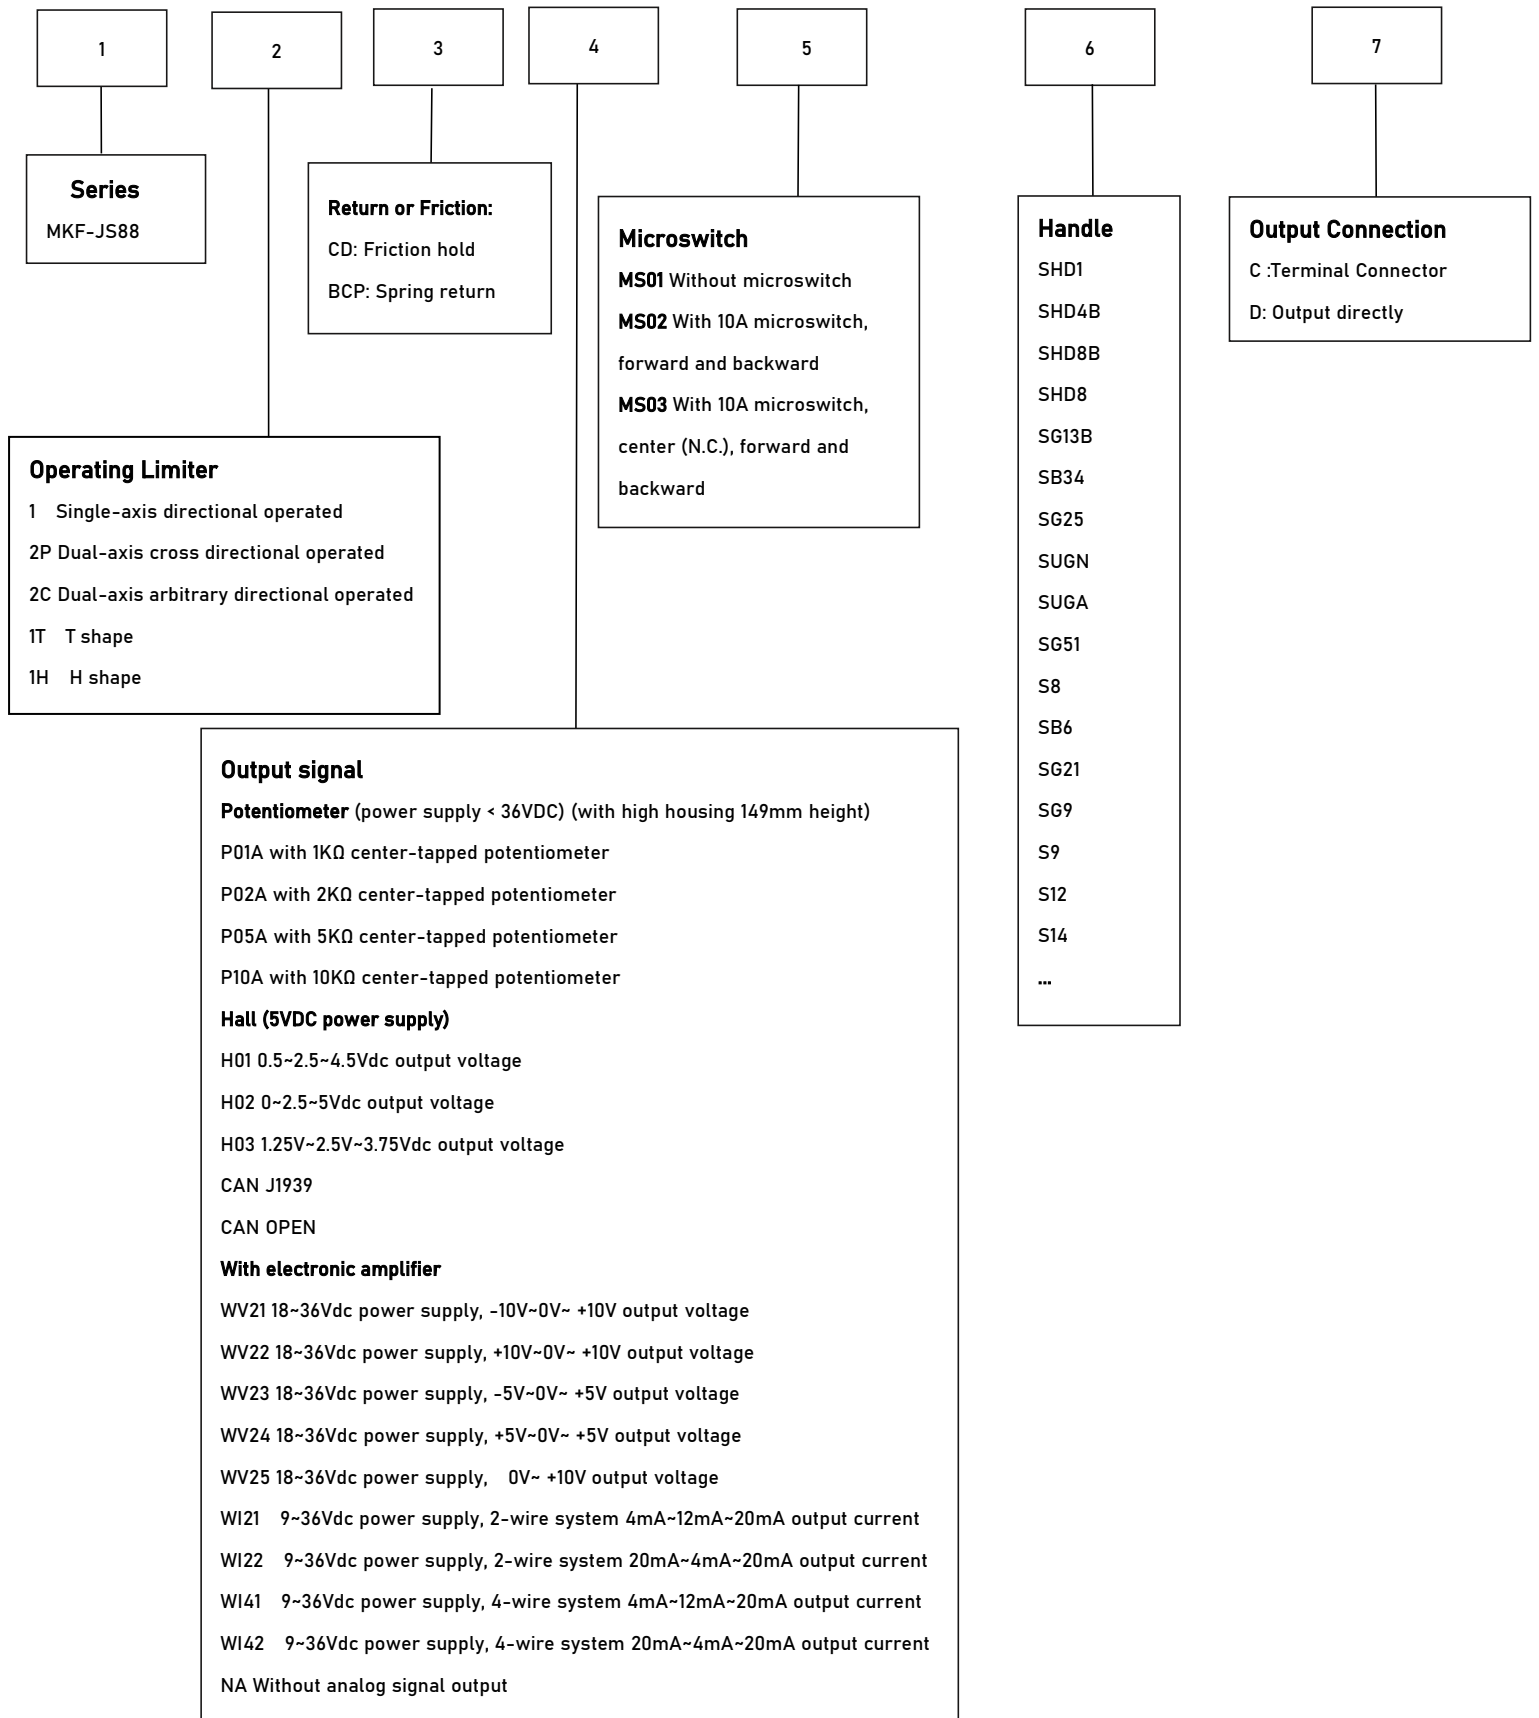 1
2
3
4
5
6
7
Series
MKF-JS88
Return or Friction:
CD: Friction hold
BCP: Spring return
Microswitch
MS01 Without microswitch
MS02 With 10A microswitch,
forward and backward
MS03 With 10A microswitch,
center (N.C.), forward and
backward
Handle
SHD1
SHD4B
SHD8B
SHD8
SG13B
SB34
SG25
SUGN
SUGA
SG51
S8
SB6
SG21
SG9
S9
S12
S14
...
Output Connection
C :Terminal Connector
D: Output directly
Operating Limiter
1 Single-axis directional operated
2P Dual-axis cross directional operated
2C Dual-axis arbitrary directional operated
1T T shape
1H H shape
Output signal
Potentiometer (power supply < 36VDC) (with high housing 149mm height)
P01A with 1KΩ center-tapped potentiometer
P02A with 2KΩ center-tapped potentiometer
P05A with 5KΩ center-tapped potentiometer
P10A with 10KΩ center-tapped potentiometer
Hall (5VDC power supply)
H01 0.5~2.5~4.5Vdc output voltage
H02 0~2.5~5Vdc output voltage
H03 1.25V~2.5V~3.75Vdc output voltage
CAN J1939
CAN OPEN
With electronic amplifier
WV21 18~36Vdc power supply, -10V~0V~ +10V output voltage
WV22 18~36Vdc power supply, +10V~0V~ +10V output voltage
WV23 18~36Vdc power supply, -5V~0V~ +5V output voltage
WV24 18~36Vdc power supply, +5V~0V~ +5V output voltage
WV25 18~36Vdc power supply, 0V~ +10V output voltage
WI21 9~36Vdc power supply, 2-wire system 4mA~12mA~20mA output current
WI22 9~36Vdc power supply, 2-wire system 20mA~4mA~20mA output current
WI41 9~36Vdc power supply, 4-wire system 4mA~12mA~20mA output current
WI42 9~36Vdc power supply, 4-wire system 20mA~4mA~20mA output current
NA Without analog signal output